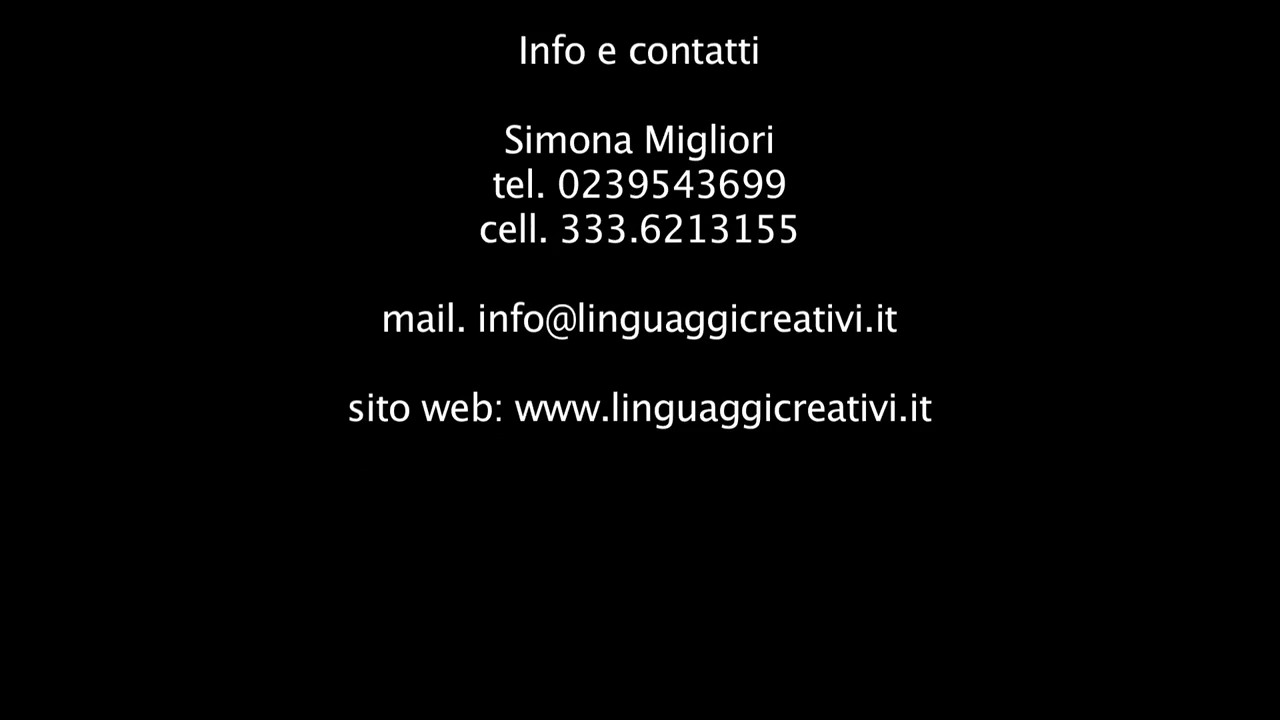 Info e contatti
Simona Migliori
tel. 0239543699
cell. 333.6213155
mail. info@linguaggicreativi.it
sito web: www.linguaggicreativi.it